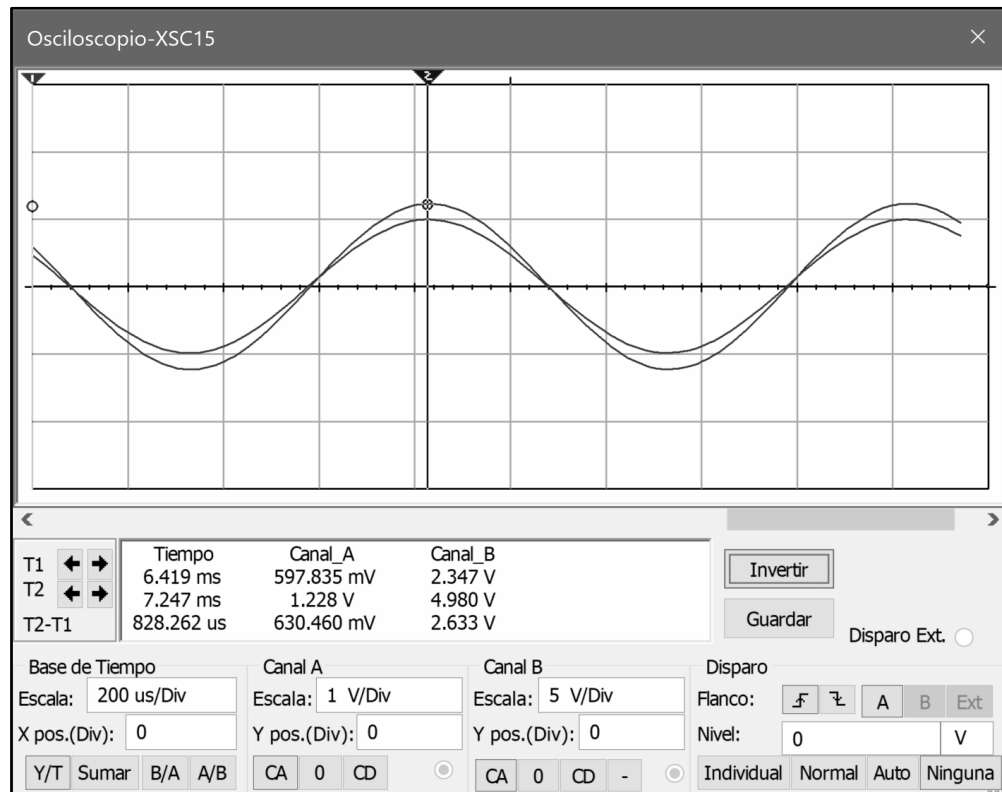 Osciloscopio-XSC15
1 2
T1
T2
T2-T1
Tiempo Canal_A Canal_B
6.419 ms 597.835 mV 2.347 V
7.247 ms 1.228 V 4.980 V
828.262 us 630.460 mV 2.633 V
Invertir
Guardar
Disparo Ext.
Base de Tiempo
Escala: 200 us/Div
X pos.(Div): 0
Y/T Sumar B/A A/B
Canal A
Escala: 1 V/Div
Y pos.(Div): 0
CA 0 CD
Canal B
Escala: 5 V/Div
Y pos.(Div): 0
CA 0 CD -
Disparo
Flanco: A B Ext
Nivel: 0 V
Individual Normal Auto Ninguna